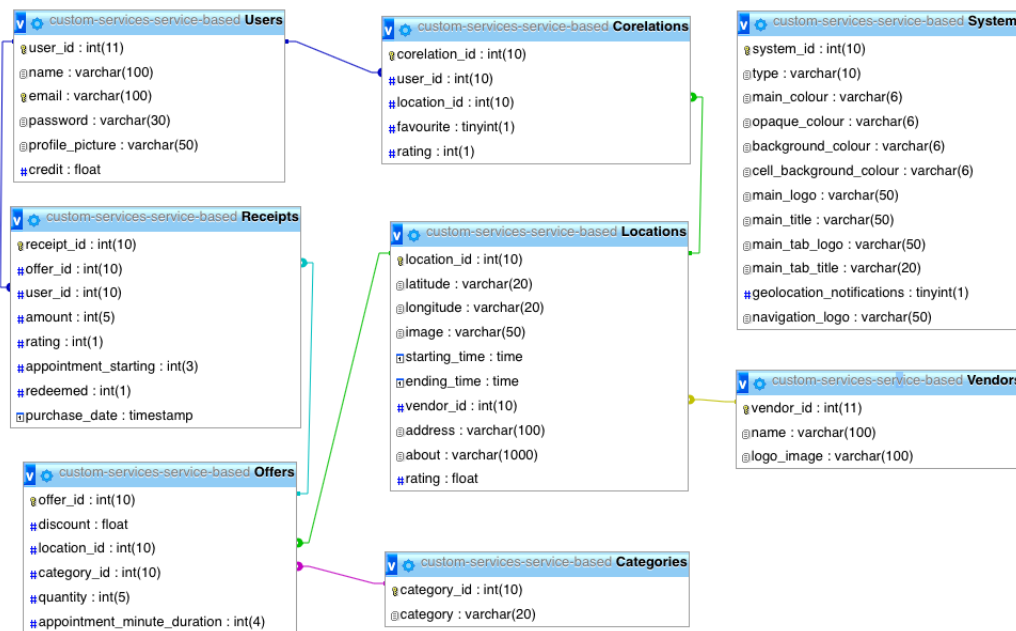 custom-services-service-based Users
user_id : int(11)
name : varchar(100)
email : varchar(100)
password : varchar(30)
profile_picture : varchar(50)
credit : float
custom-services-service-based Corelations
corelation_id : int(10)
user_id : int(10)
location_id : int(10)
favourite : tinyint(1)
rating : int(1)
custom-services-service-based System
system_id : int(10)
type : varchar(10)
main_colour : varchar(6)
opaque_colour : varchar(6)
background_colour : varchar(6)
cell_background_colour : varchar(6)
main_logo : varchar(50)
main_title : varchar(50)
main_tab_logo : varchar(50)
main_tab_title : varchar(20)
geolocation_notifications : tinyint(1)
navigation_logo : varchar(50)
custom-services-service-based Receipts
receipt_id : int(10)
offer_id : int(10)
user_id : int(10)
amount : int(5)
rating : int(1)
appointment_starting : int(3)
redeemed : int(1)
purchase_date : timestamp
custom-services-service-based Locations
location_id : int(10)
latitude : varchar(20)
longitude : varchar(20)
image : varchar(50)
starting_time : time
ending_time : time
vendor_id : int(10)
address : varchar(100)
about : varchar(1000)
rating : float
custom-services-service-based Vendors
vendor_id : int(11)
name : varchar(100)
logo_image : varchar(100)
custom-services-service-based Offers
offer_id : int(10)
discount : float
location_id : int(10)
category_id : int(10)
quantity : int(5)
appointment_minute_duration : int(4)
custom-services-service-based Categories
category_id : int(10)
category : varchar(20)